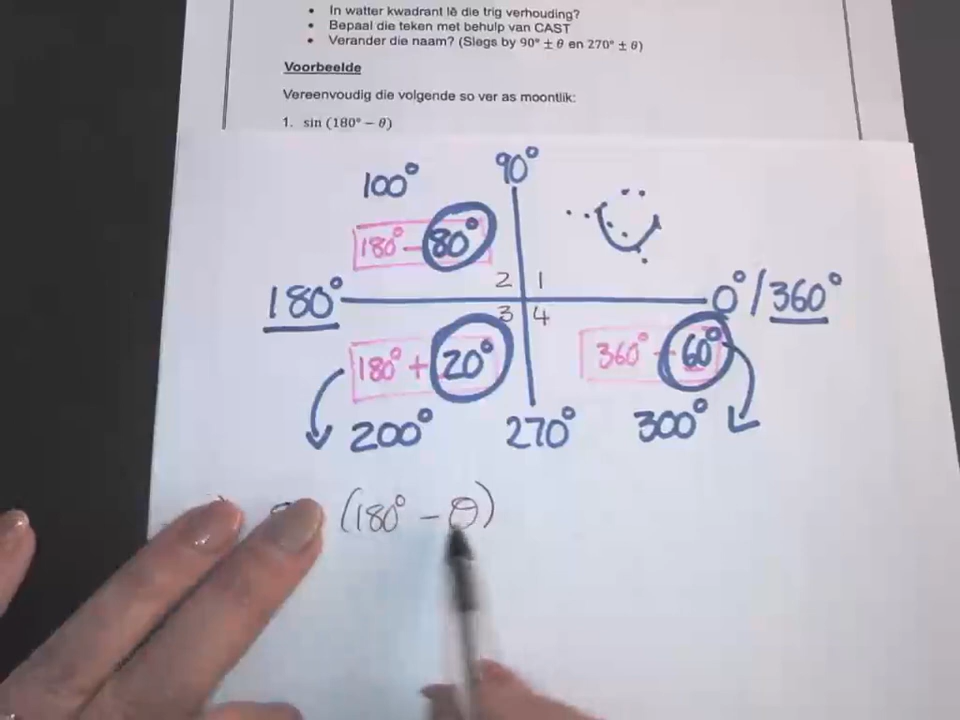 • In watter kwadrant lê die trig verhouding?
• Bepaal die teken met behulp van CAST
• Verander die naam? (Slegs by 90° ± θ en 270° ± θ)
Voorbeelde
Vereenvoudig die volgende so ver as moontlik:
1. sin (180° − θ)
90°
100°
180° − 80°
2 1
180° 0° / 360°
3 4
180° + 20° 360° − 60°
200° 270° 300°
(180° − θ)